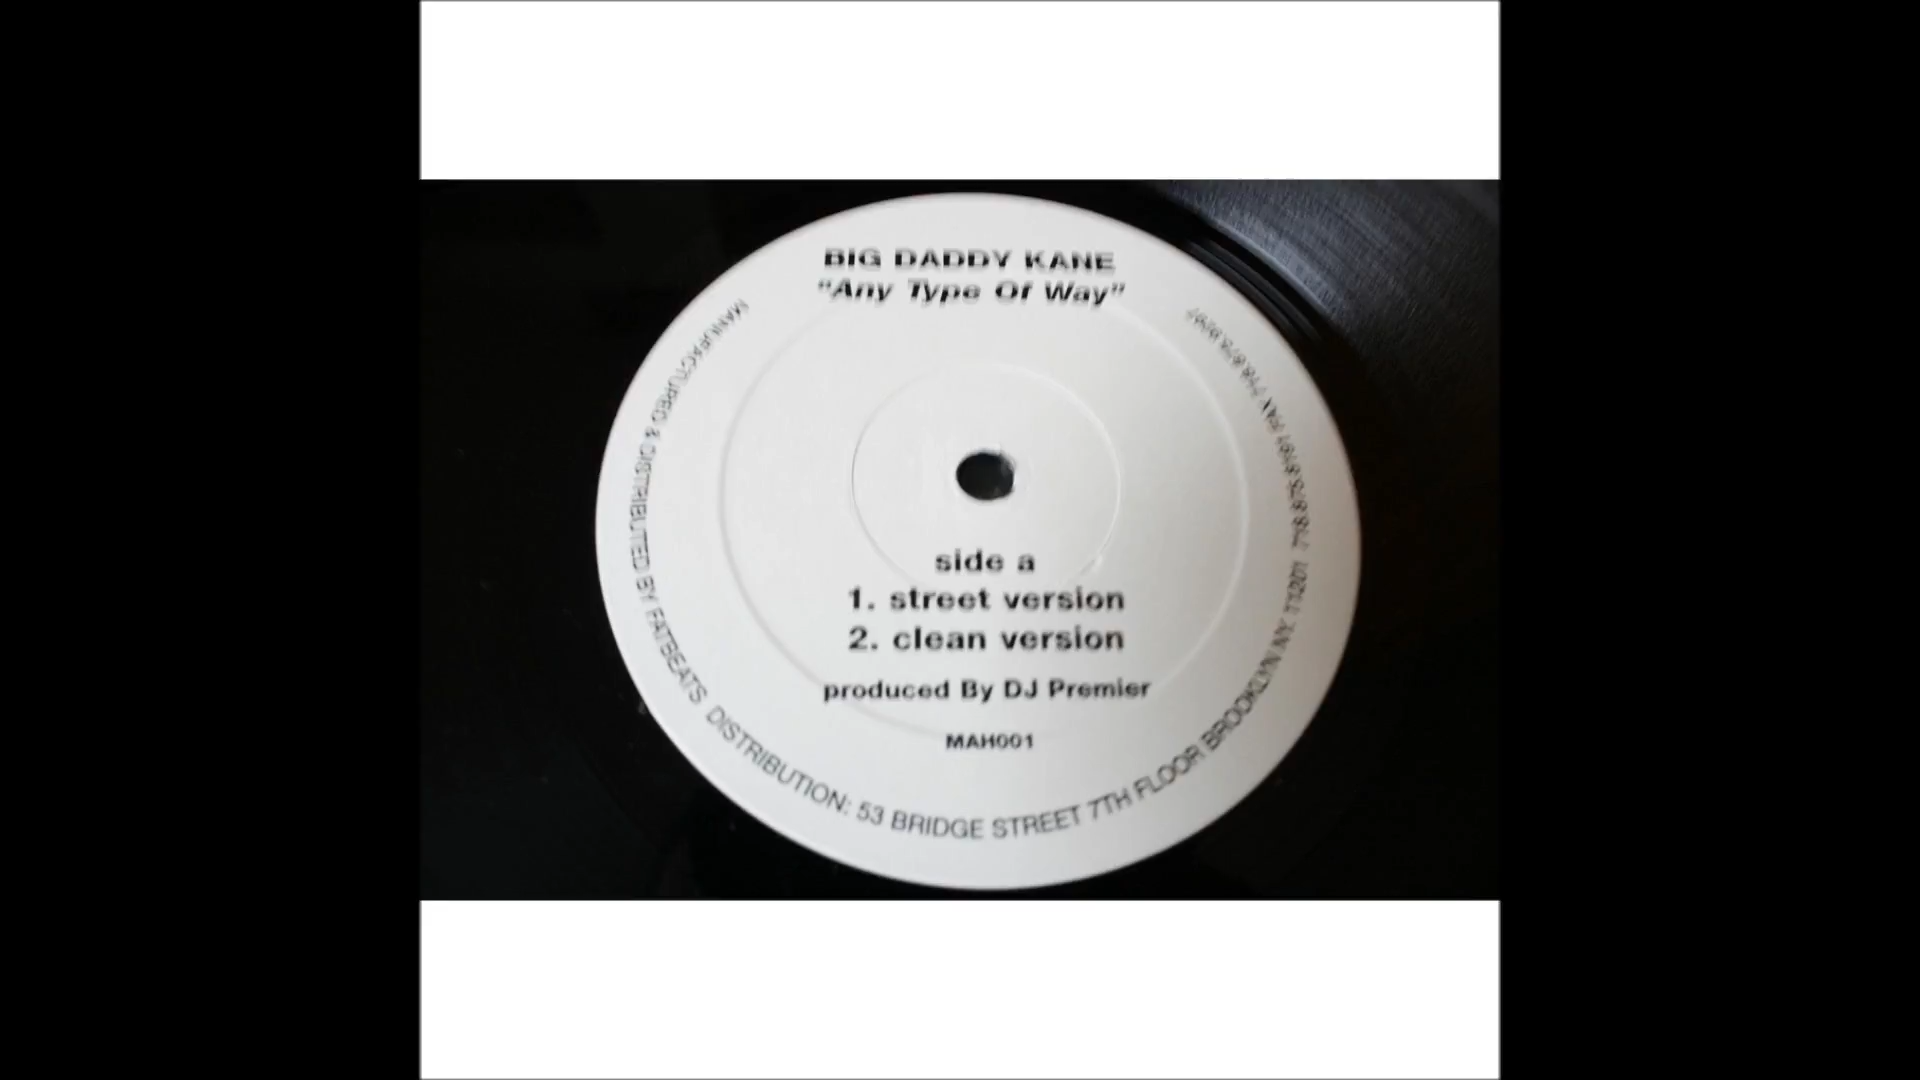 BIG DADDY KANE
"Any Type Of Way"
side a
1. street version
2. clean version
produced By DJ Premier
MAH001
MANUFACTURED & DISTRIBUTED BY FATBEATS DISTRIBUTION: 53 BRIDGE STREET 7TH FLOOR BROOKLYN NY. 11201